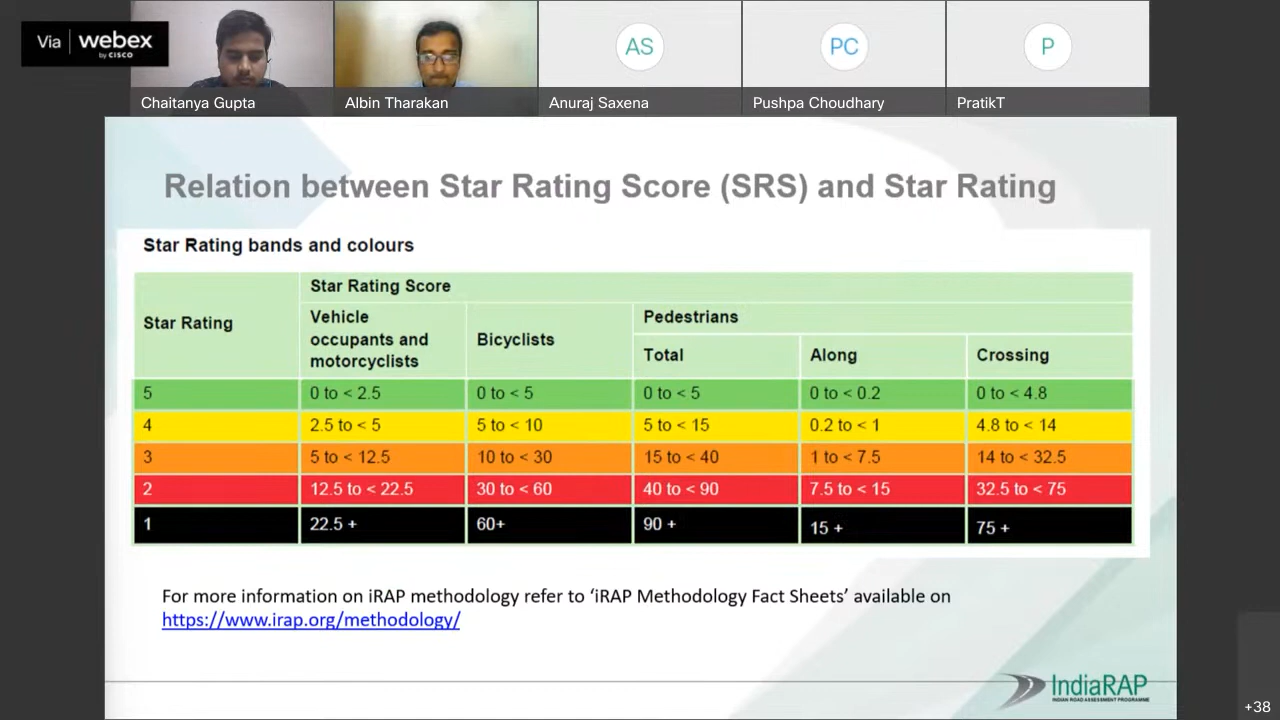 Via webex
by CISCO
Chaitanya Gupta
Albin Tharakan
AS
Anuraj Saxena
PC
Pushpa Choudhary
P
PratikT
Relation between Star Rating Score (SRS) and Star Rating
Star Rating bands and colours
Star Rating
Star Rating Score
Vehicle
occupants and
motorcyclists
Bicyclists
Pedestrians
Total
Along
Crossing
5 0 to < 2.5 0 to < 5 0 to < 5 0 to < 0.2 0 to < 4.8
4 2.5 to < 5 5 to < 10 5 to < 15 0.2 to < 1 4.8 to < 14
3 5 to < 12.5 10 to < 30 15 to < 40 1 to < 7.5 14 to < 32.5
2 12.5 to < 22.5 30 to < 60 40 to < 90 7.5 to < 15 32.5 to < 75
1 22.5 + 60+ 90 + 15 + 75 +
For more information on iRAP methodology refer to ‘iRAP Methodology Fact Sheets’ available on
https://www.irap.org/methodology/
IndiaRAP
INDIAN ROAD ASSESSMENT PROGRAMME
+38